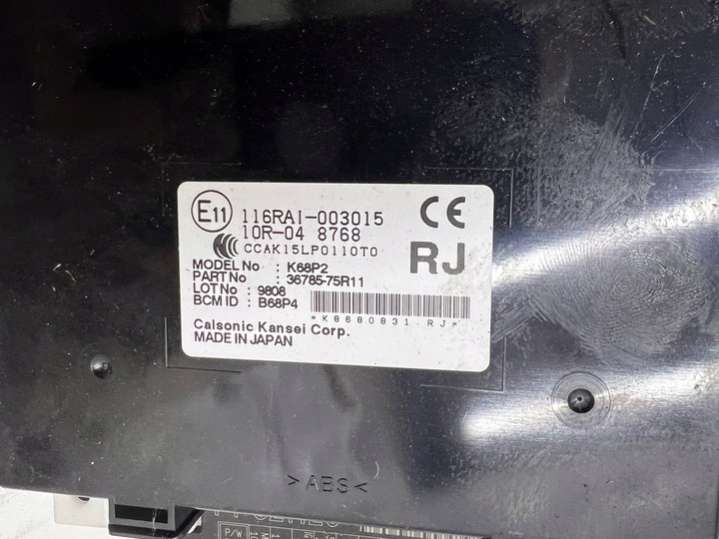 E11 116RAI-003015 CE
10R-04 8768
CCAK15LP0110T0 RJ
MODEL No : K68P2
PART No : 36785-75R11
LOT No : 9808
BCM ID : B68P4
*K8680831 RJ*
Calsonic Kansei Corp.
MADE IN JAPAN
>ABS<
P/W